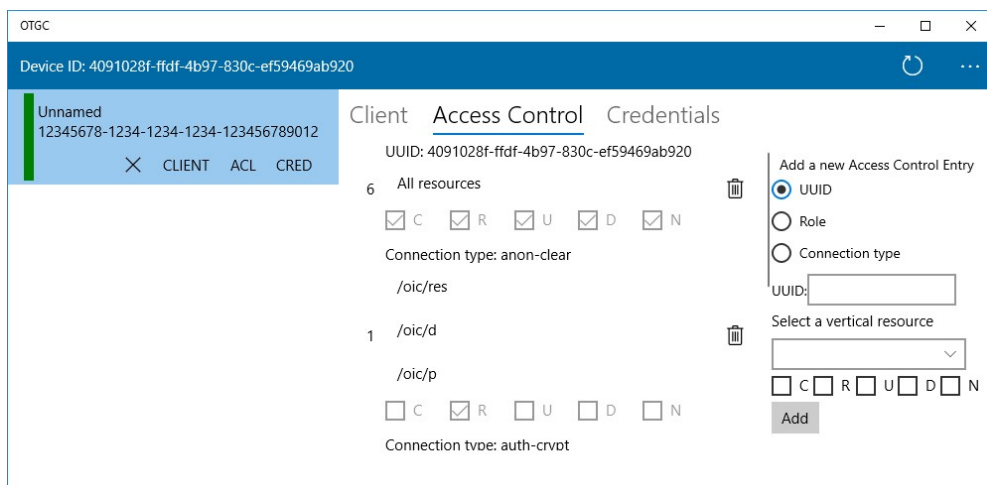 OTGC
Device ID: 4091028f-ffdf-4b97-830c-ef59469ab920
Unnamed
12345678-1234-1234-1234-123456789012
CLIENT ACL CRED
Client Access Control Credentials
UUID: 4091028f-ffdf-4b97-830c-ef59469ab920
6 All resources
C R U D N
Connection type: anon-clear
/oic/res
1 /oic/d
/oic/p
C R U D N
Connection type: auth-crypt
Add a new Access Control Entry
UUID
Role
Connection type
UUID:
Select a vertical resource
C R U D N
Add